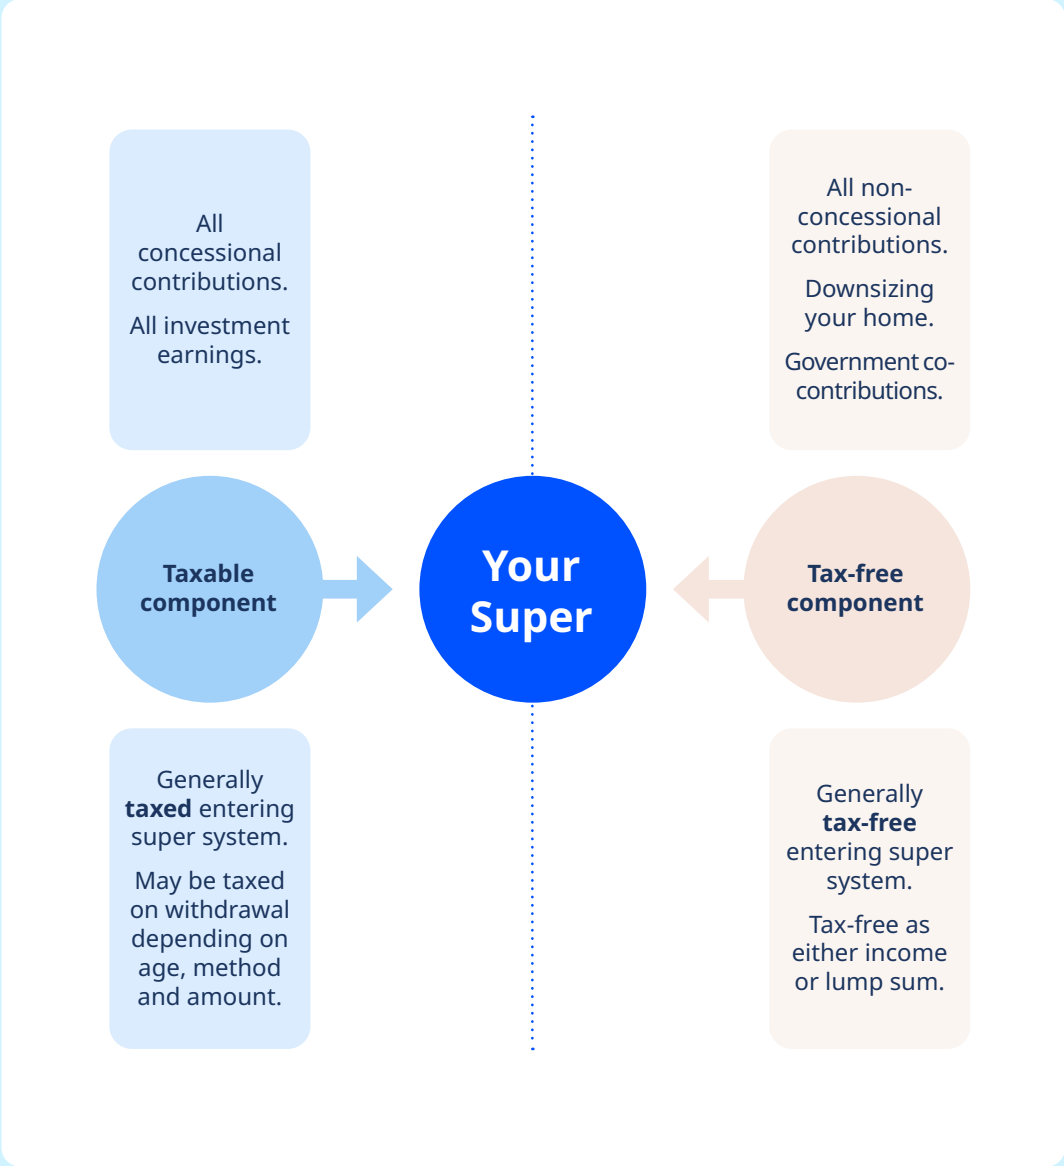 All
concessional
contributions.
All investment
earnings.
All non-
concessional
contributions.
Downsizing
your home.
Government co-
contributions.
Taxable
component
Your
Super
Tax-free
component
Generally
taxed entering
super system.
May be taxed
on withdrawal
depending on
age, method
and amount.
Generally
tax-free
entering super
system.
Tax-free as
either income
or lump sum.